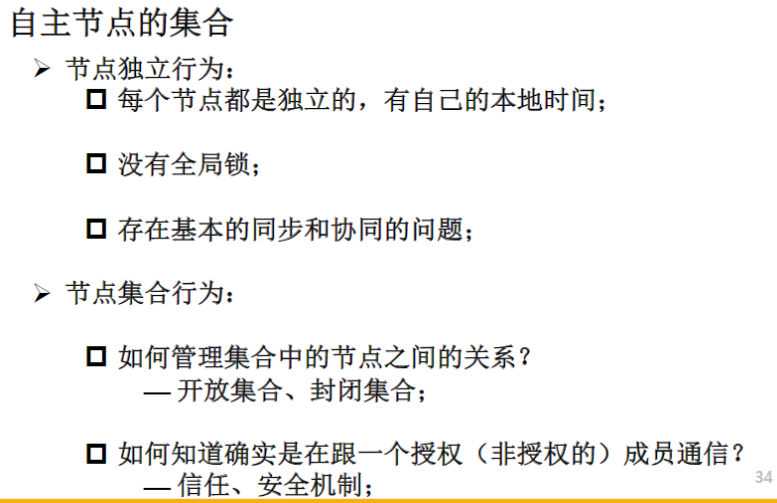 自主节点的集合
➢ 节点独立行为：
❑ 每个节点都是独立的，有自己的本地时间；
❑ 没有全局锁；
❑ 存在基本的同步和协同的问题；
➢ 节点集合行为：
❑ 如何管理集合中的节点之间的关系？
— 开放集合、封闭集合；
❑ 如何知道确实是在跟一个授权（非授权的）成员通信？
— 信任、安全机制；
34